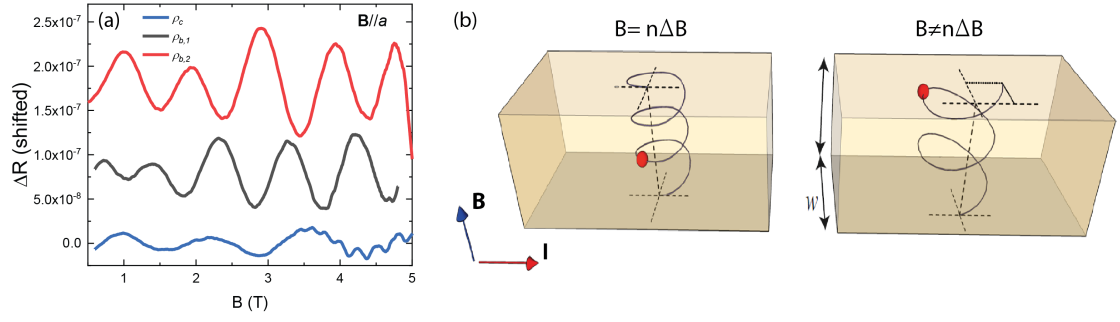 (a)
B//a
ρc
ρb,1
ρb,2
2.5x10-7
2.0x10-7
1.5x10-7
1.0x10-7
5.0x10-8
0.0
ΔR (shifted)
1 2 3 4 5
B (T)
(b)
B= nΔB
B≠nΔB
w
B
I